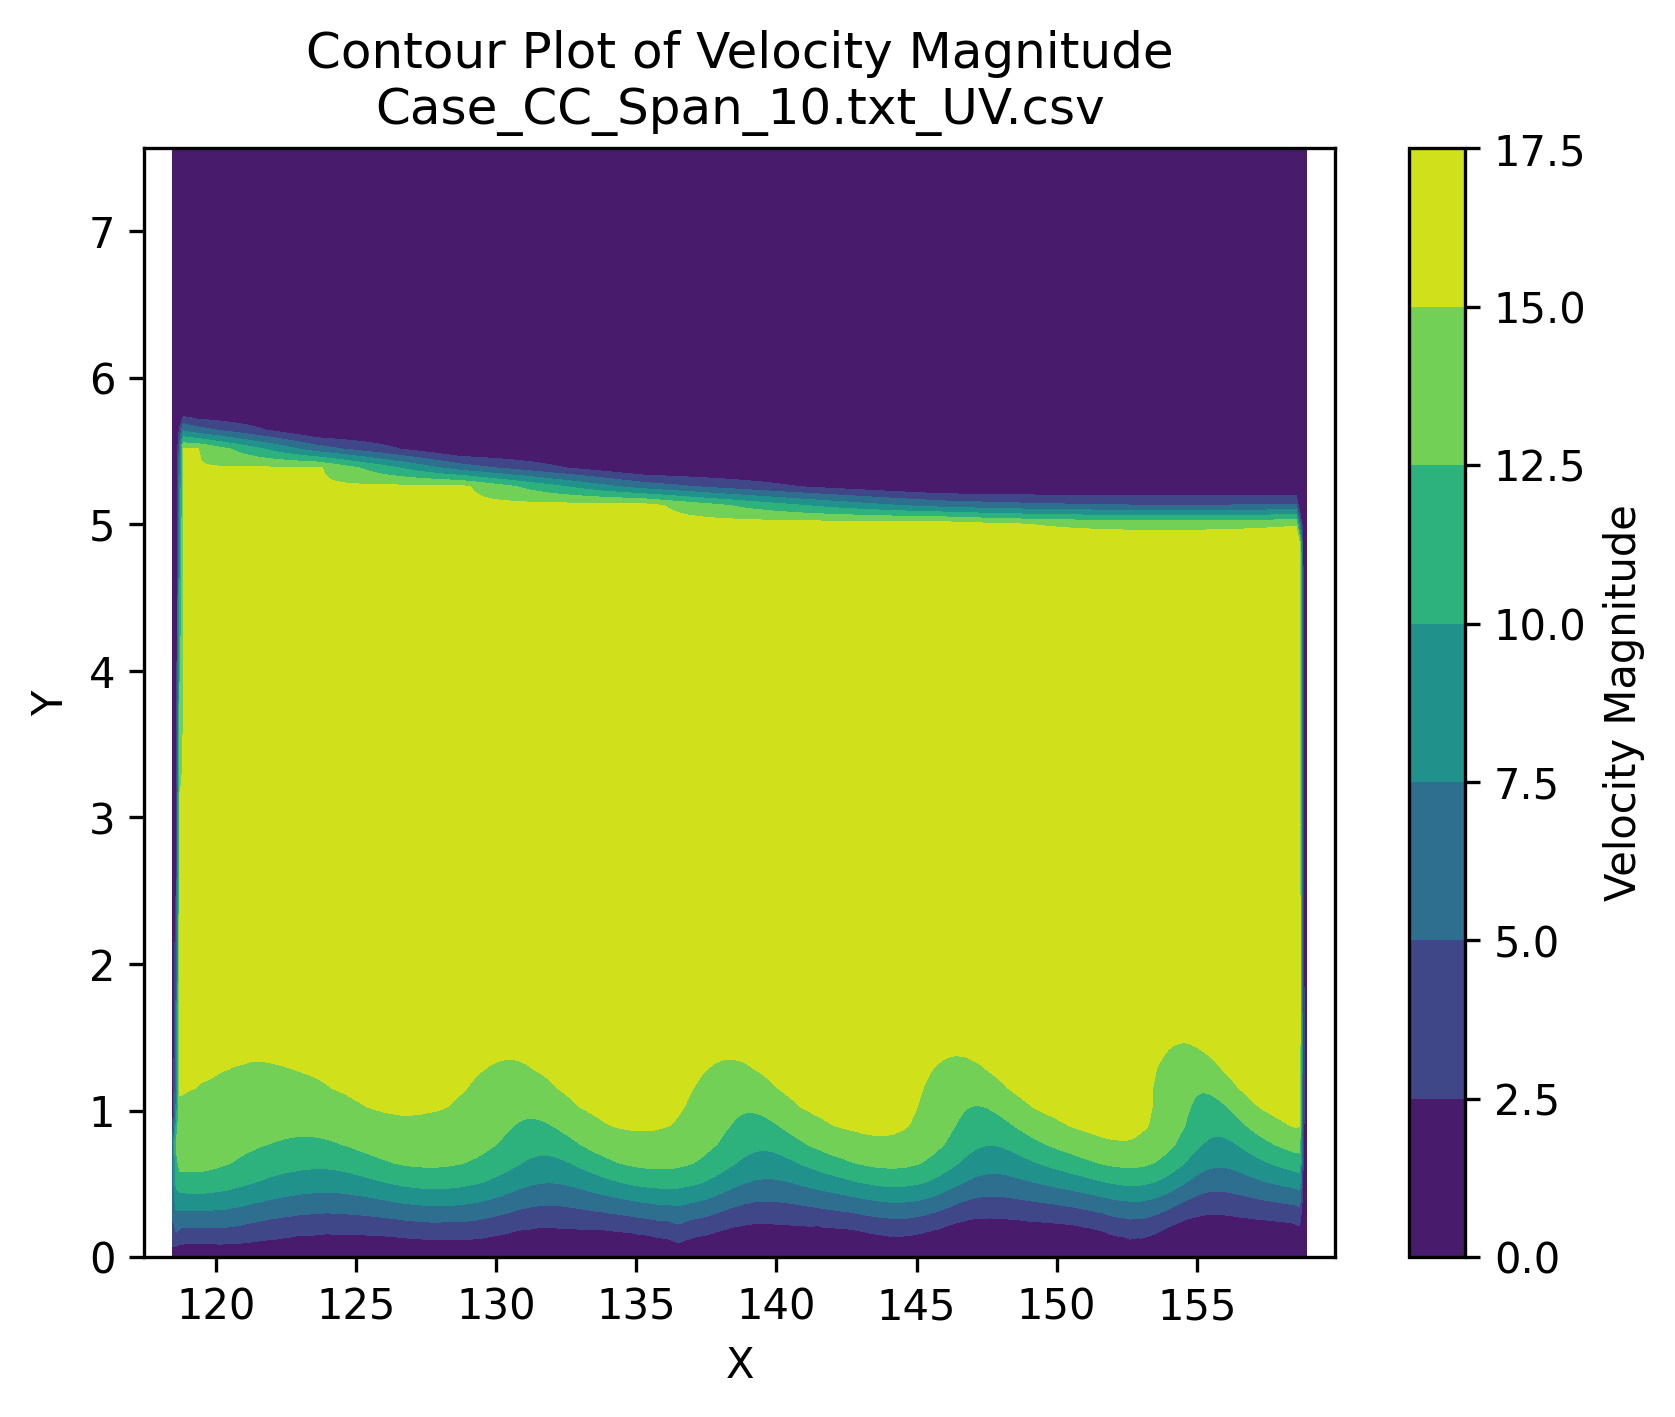 Contour Plot of Velocity Magnitude
Case_CC_Span_10.txt_UV.csv
7
6
5
4
3
2
1
0
Y
120 125 130 135 140 145 150 155
X
17.5
15.0
12.5
10.0
7.5
5.0
2.5
0.0
Velocity Magnitude